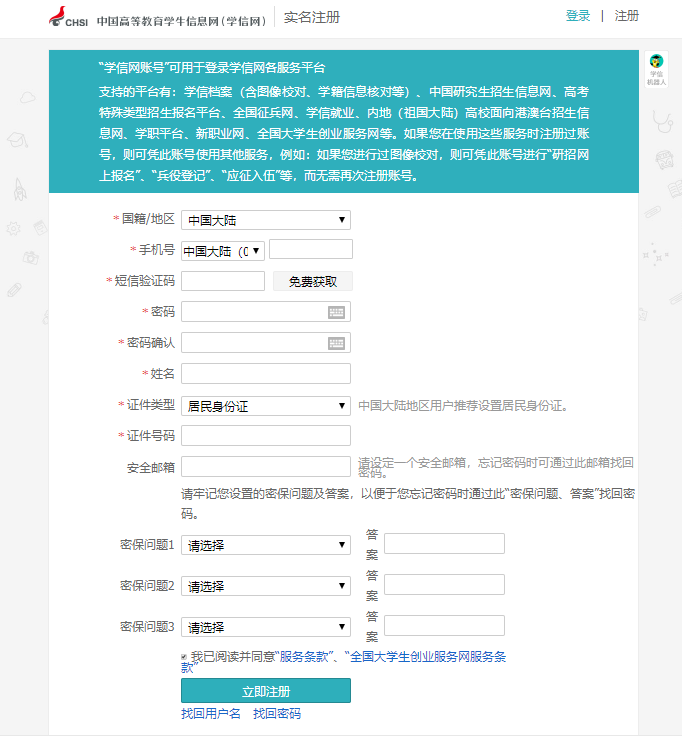 CHSI 中国高等教育学生信息网(学信网) 实名注册 登录 | 注册
“学信网账号”可用于登录学信网各服务平台
支持的平台有：学信档案（含图像校对、学籍信息核对等）、中国研究生招生信息网、高考
特殊类型招生报名平台、全国征兵网、学信就业、内地（祖国大陆）高校面向港澳台招生信
息网、学职平台、新职业网、全国大学生创业服务网等。如果您在使用这些服务时注册过账
号，则可凭此账号使用其他服务，例如：如果您进行过图像校对，则可凭此账号进行“研招网
上报名”、“兵役登记”、“应征入伍”等，而无需再次注册账号。
学信
机器人
*国籍/地区 中国大陆
*手机号 中国大陆（0
*短信验证码 免费获取
*密码
*密码确认
*姓名
*证件类型 居民身份证 中国大陆地区用户推荐设置居民身份证。
*证件号码
安全邮箱 请设定一个安全邮箱，忘记密码时可通过此邮箱找回
密码。
请牢记您设置的密保问题及答案，以便于您忘记密码时通过此“密保问题、答案”找回密
码。
密保问题1 请选择 答
案
密保问题2 请选择 答
案
密保问题3 请选择 答
案
我已阅读并同意“服务条款”、“全国大学生创业服务网服务条
款”
立即注册
找回用户名 找回密码